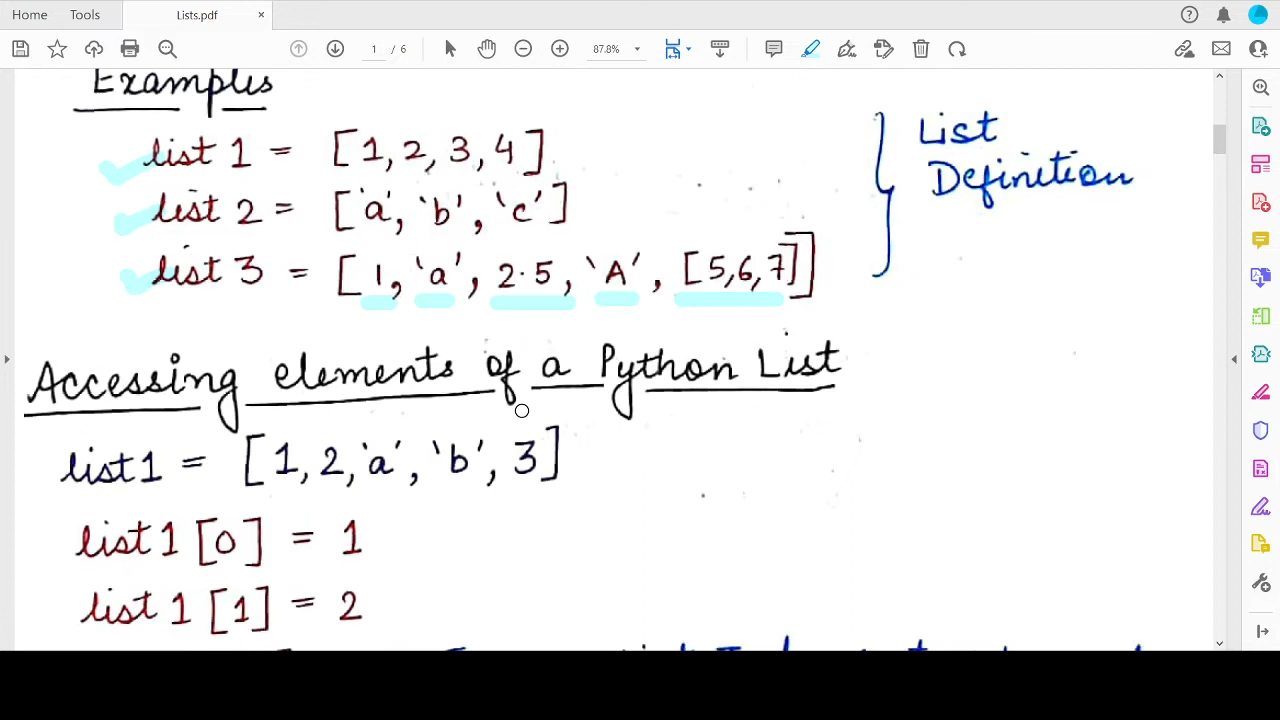 Home Tools Lists.pdf ×
1 / 6 87.8%
Examples
list 1 = [1, 2, 3, 4]
list 2 = ['a', 'b', 'c']
list 3 = [1, 'a', 2.5, 'A', [5,6,7]]
List
Definition
Accessing elements of a Python List
list1 = [1, 2, 'a', 'b', 3]
list 1 [0] = 1
list 1 [1] = 2